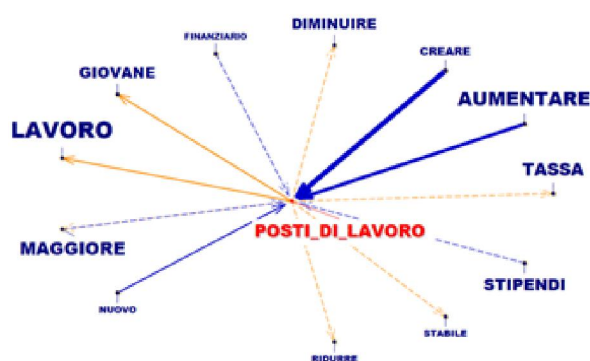 DIMINUIRE
FINANZIARIO
CREARE
GIOVANE
AUMENTARE
LAVORO
TASSA
POSTI_DI_LAVORO
MAGGIORE
STIPENDI
NUOVO
STABILE
RIDURRE